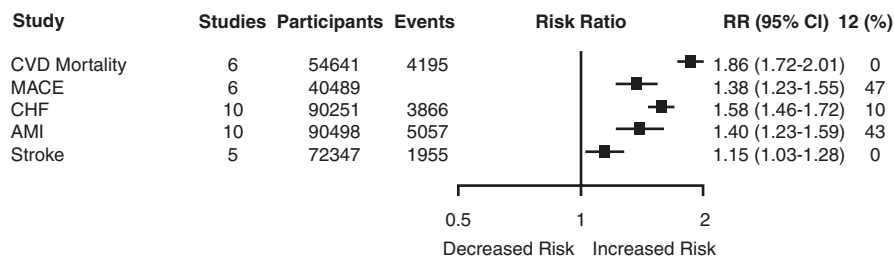 Study Studies Participants Events Risk Ratio RR (95% CI) 12 (%)
CVD Mortality 6 54641 4195 1.86 (1.72-2.01) 0
MACE 6 40489 1.38 (1.23-1.55) 47
CHF 10 90251 3866 1.58 (1.46-1.72) 10
AMI 10 90498 5057 1.40 (1.23-1.59) 43
Stroke 5 72347 1955 1.15 (1.03-1.28) 0
0.5 1 2
Decreased Risk Increased Risk